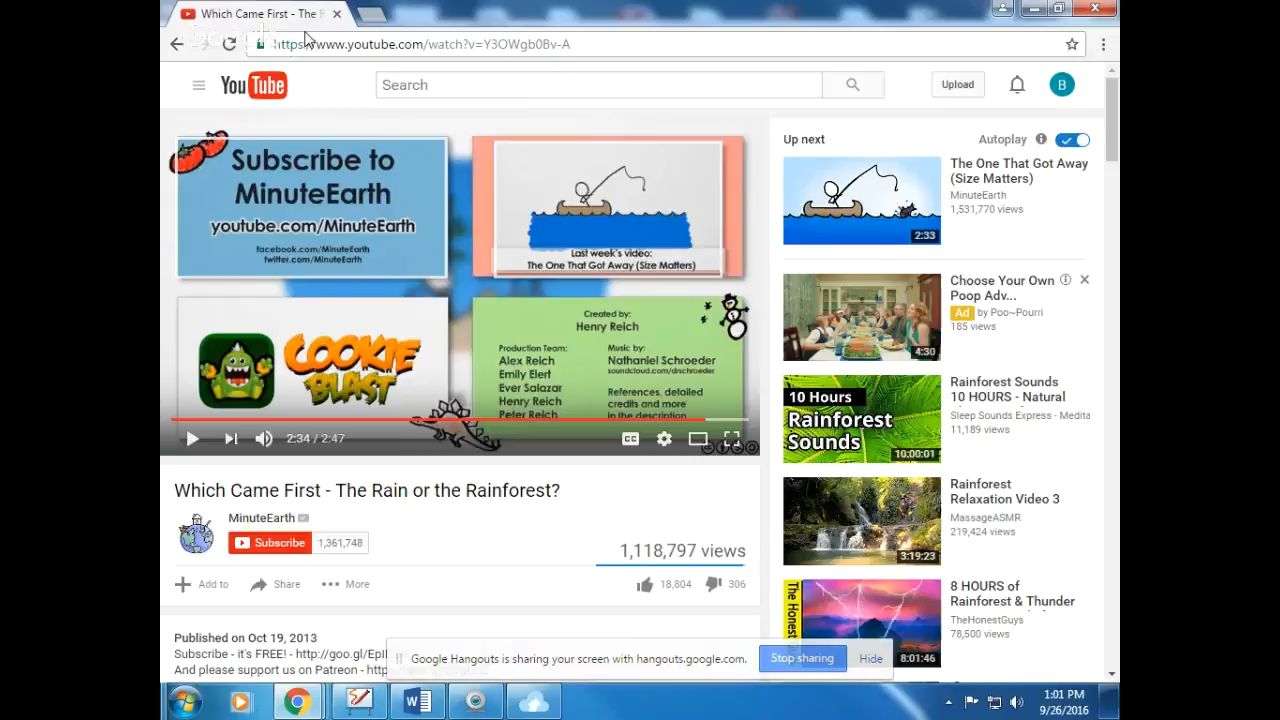 Which Came First - The R
https://www.youtube.com/watch?v=Y3OWgb0Bv-A
YouTube
Search
Upload
B
Subscribe to
MinuteEarth
youtube.com/MinuteEarth
facebook.com/MinuteEarth
twitter.com/MinuteEarth
Last week's video:
The One That Got Away (Size Matters)
COOKIE
BLAST
Created by:
Henry Reich
Production Team:
Alex Reich
Emily Elert
Ever Salazar
Henry Reich
Peter Reich
Music by:
Nathaniel Schroeder
soundcloud.com/drschroeder
References, detailed
credits and more
in the description
2:34 / 2:47
CC
Which Came First - The Rain or the Rainforest?
MinuteEarth
Subscribe 1,361,748
1,118,797 views
Add to Share More 18,804 306
Published on Oct 19, 2013
Subscribe - it's FREE! - http://goo.gl/EpI
And please support us on Patreon - http
Up next Autoplay
The One That Got Away
(Size Matters)
MinuteEarth
1,531,770 views
2:33
Choose Your Own
Poop Adv...
Ad by Poo~Pourri
185 views
4:30
10 Hours
Rainforest
Sounds
10:00:01
Rainforest Sounds
10 HOURS - Natural
Sleep Sounds Express - Medita
11,189 views
Rainforest
Relaxation Video 3
MassageASMR
219,424 views
3:19:23
The Honest
8 HOURS of
Rainforest & Thunder
TheHonestGuys
78,500 views
8:01:46
Google Hangouts is sharing your screen with hangouts.google.com.
Stop sharing
Hide
1:01 PM
9/26/2016